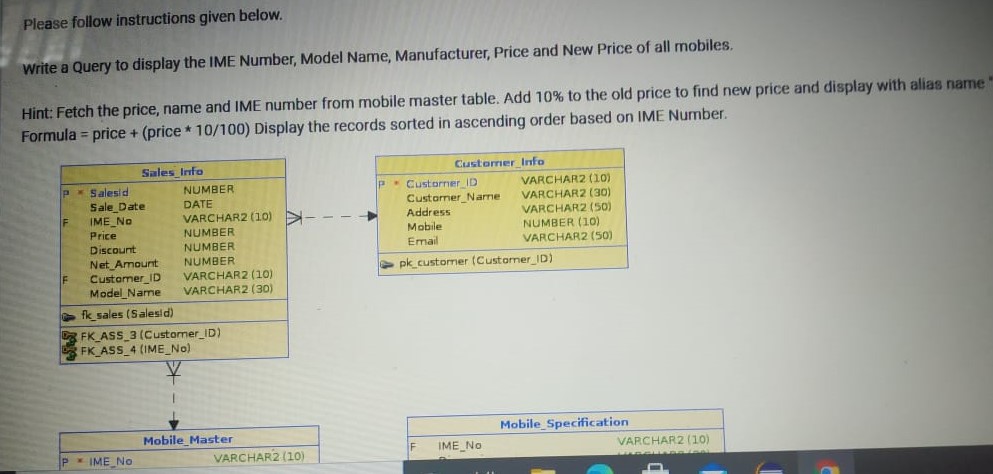 Please follow instructions given below.
Write a Query to display the IME Number, Model Name, Manufacturer, Price and New Price of all mobiles.
Hint: Fetch the price, name and IME number from mobile master table. Add 10% to the old price to find new price and display with alias name "
Formula = price + (price * 10/100) Display the records sorted in ascending order based on IME Number.
Sales_Info
P * Salesid NUMBER
Sale_Date DATE
F IME_No VARCHAR2 (10)
Price NUMBER
Discount NUMBER
Net_Amount NUMBER
F Customer_ID VARCHAR2 (10)
Model_Name VARCHAR2 (30)
fk_sales (Salesid)
FK_ASS_3 (Customer_ID)
FK_ASS_4 (IME_No)
Customer_Info
P * Customer_ID VARCHAR2 (10)
Customer_Name VARCHAR2 (30)
Address VARCHAR2 (50)
Mobile NUMBER (10)
Email VARCHAR2 (50)
pk_customer (Customer_ID)
Mobile_Master
P * IME_No VARCHAR2 (10)
Mobile_Specification
F IME_No VARCHAR2 (10)